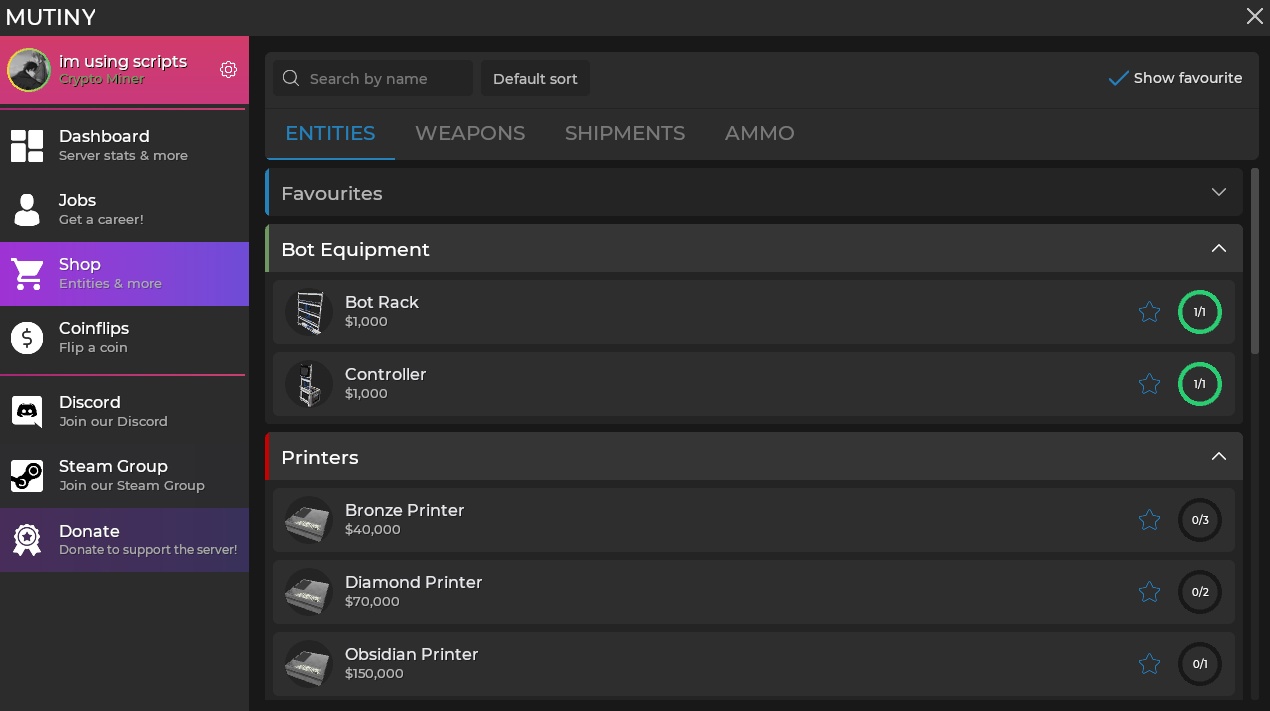 MUTINY
im using scripts
Crypto Miner
Dashboard
Server stats & more
Jobs
Get a career!
Shop
Entities & more
Coinflips
Flip a coin
Discord
Join our Discord
Steam Group
Join our Steam Group
Donate
Donate to support the server!
Search by name
Default sort
Show favourite
ENTITIES WEAPONS SHIPMENTS AMMO
Favourites
Bot Equipment
Bot Rack
$1,000
1/1
Controller
$1,000
1/1
Printers
Bronze Printer
$40,000
0/3
Diamond Printer
$70,000
0/2
Obsidian Printer
$150,000
0/1